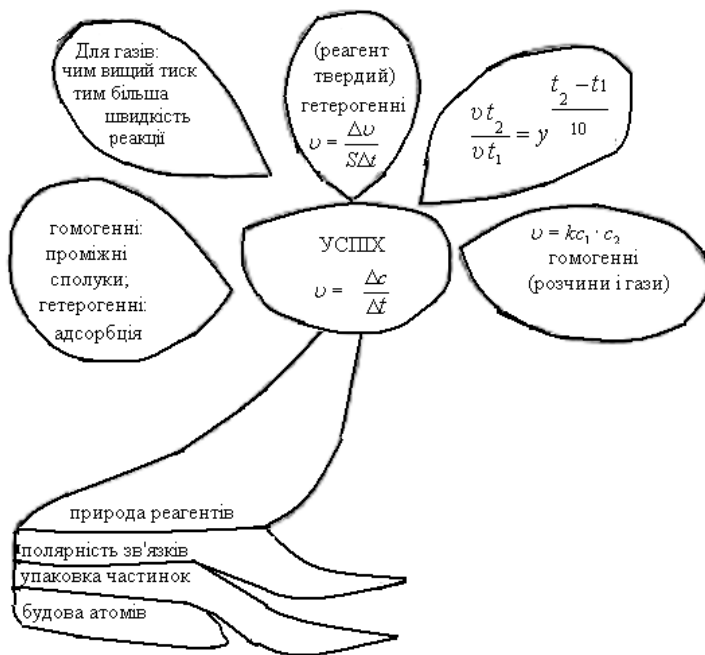 Для газів:
чим вищий тиск
тим більша
швидкість
реакції
(реагент
твердий)
гетерогенні
υ = Δυ / SΔt
υt₂ / υt₁ = y^((t₂ − t1) / 10)
гомогенні:
проміжні
сполуки;
гетерогенні:
адсорбція
УСПІХ
υ = Δc / Δt
υ = kc₁ · c₂
гомогенні
(розчини і гази)
природа реагентів
полярність зв'язків
упаковка частинок
будова атомів